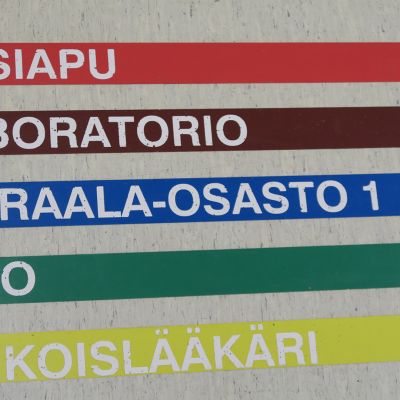 SIAPU
BORATORIO
RAALA-OSASTO 1
O
KOISLÄÄKÄRI